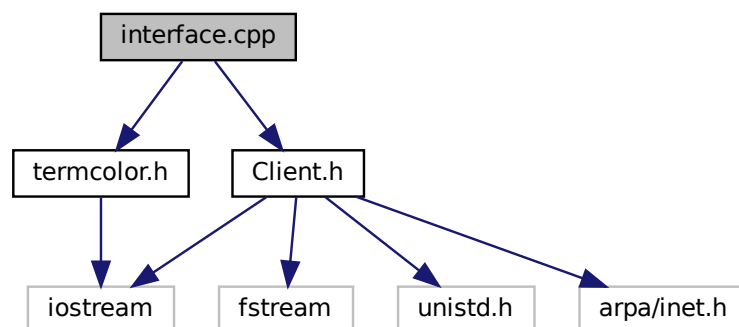 interface.cpp
termcolor.h
Client.h
iostream
fstream
unistd.h
arpa/inet.h